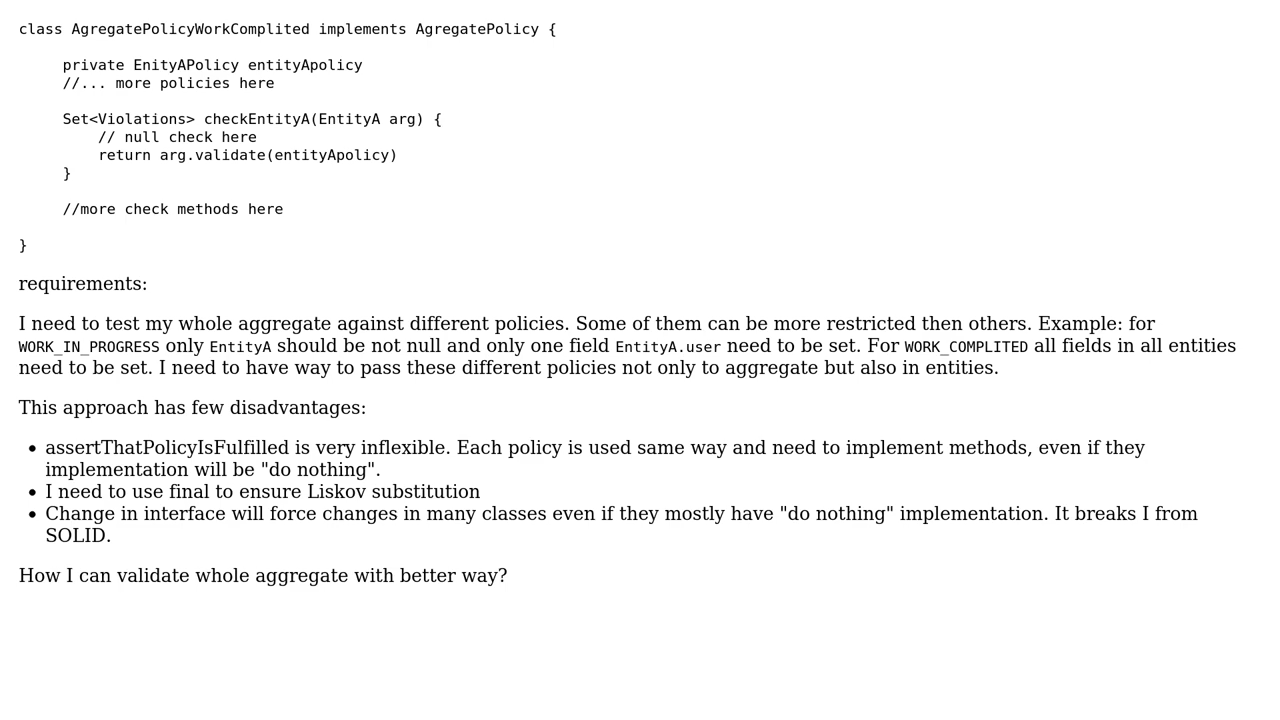 class AgregatePolicyWorkComplited implements AgregatePolicy {
private EnityAPolicy entityApolicy
//... more policies here
Set<Violations> checkEntityA(EntityA arg) {
// null check here
return arg.validate(entityApolicy)
}
//more check methods here
}
requirements:
I need to test my whole aggregate against different policies. Some of them can be more restricted then others. Example: for
WORK_IN_PROGRESS only EntityA should be not null and only one field EntityA.user need to be set. For WORK_COMPLITED all fields in all entities
need to be set. I need to have way to pass these different policies not only to aggregate but also in entities.
This approach has few disadvantages:
• assertThatPolicyIsFulfilled is very inflexible. Each policy is used same way and need to implement methods, even if they
implementation will be "do nothing".
• I need to use final to ensure Liskov substitution
• Change in interface will force changes in many classes even if they mostly have "do nothing" implementation. It breaks I from
SOLID.
How I can validate whole aggregate with better way?